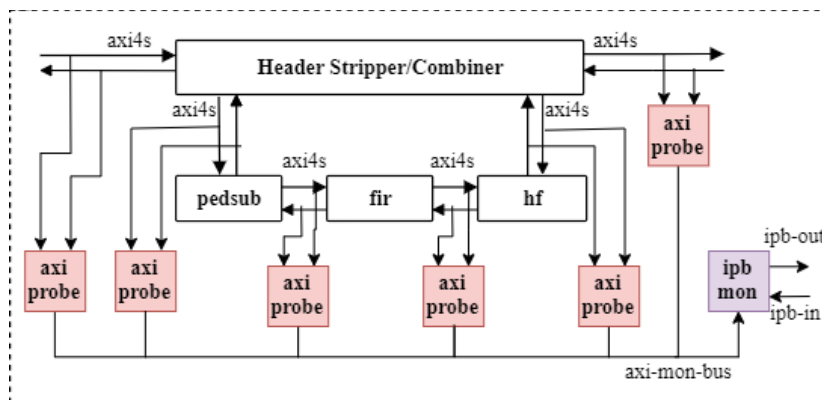 axi4s
axi4s
Header Stripper/Combiner
axi4s
axi4s
axi
probe
axi4s
axi4s
pedsub
fir
hf
ipb-out
axi
probe
axi
probe
axi
probe
axi
probe
axi
probe
ipb
mon
ipb-in
axi-mon-bus